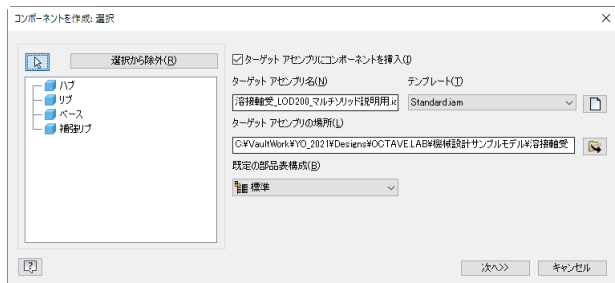 コンポーネントを作成: 選択
選択から除外(R)
ハブ
リブ
ベース
補強リブ
ターゲット アセンブリにコンポーネントを挿入(I)
ターゲット アセンブリ名(N)
テンプレート(T)
溶接軸受_LOD200_マルチソリッド説明用.ia
Standard.iam
ターゲット アセンブリの場所(L)
C:¥VaultWork¥YO_2021¥Designs¥OCTAVE.LAB¥機械設計サンプルモデル¥溶接軸受
既定の部品表構成(B)
標準
次へ>>
キャンセル